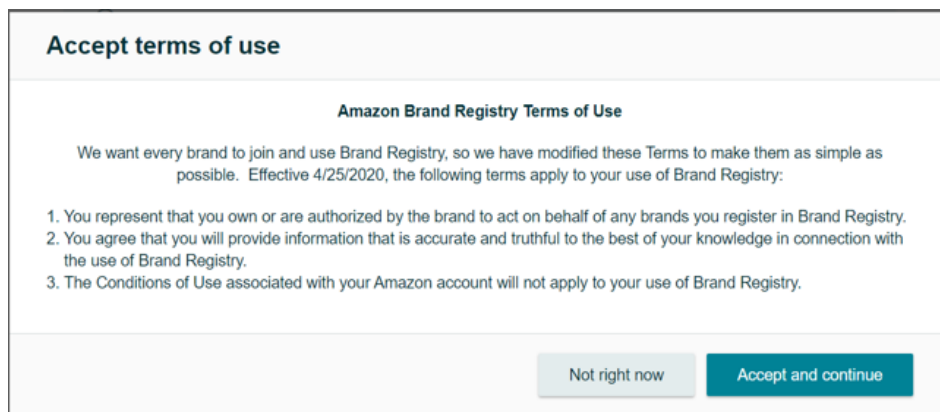 Accept terms of use
Amazon Brand Registry Terms of Use
We want every brand to join and use Brand Registry, so we have modified these Terms to make them as simple as
possible.  Effective 4/25/2020, the following terms apply to your use of Brand Registry:
1. You represent that you own or are authorized by the brand to act on behalf of any brands you register in Brand Registry.
2. You agree that you will provide information that is accurate and truthful to the best of your knowledge in connection with
the use of Brand Registry.
3. The Conditions of Use associated with your Amazon account will not apply to your use of Brand Registry.
Not right now
Accept and continue